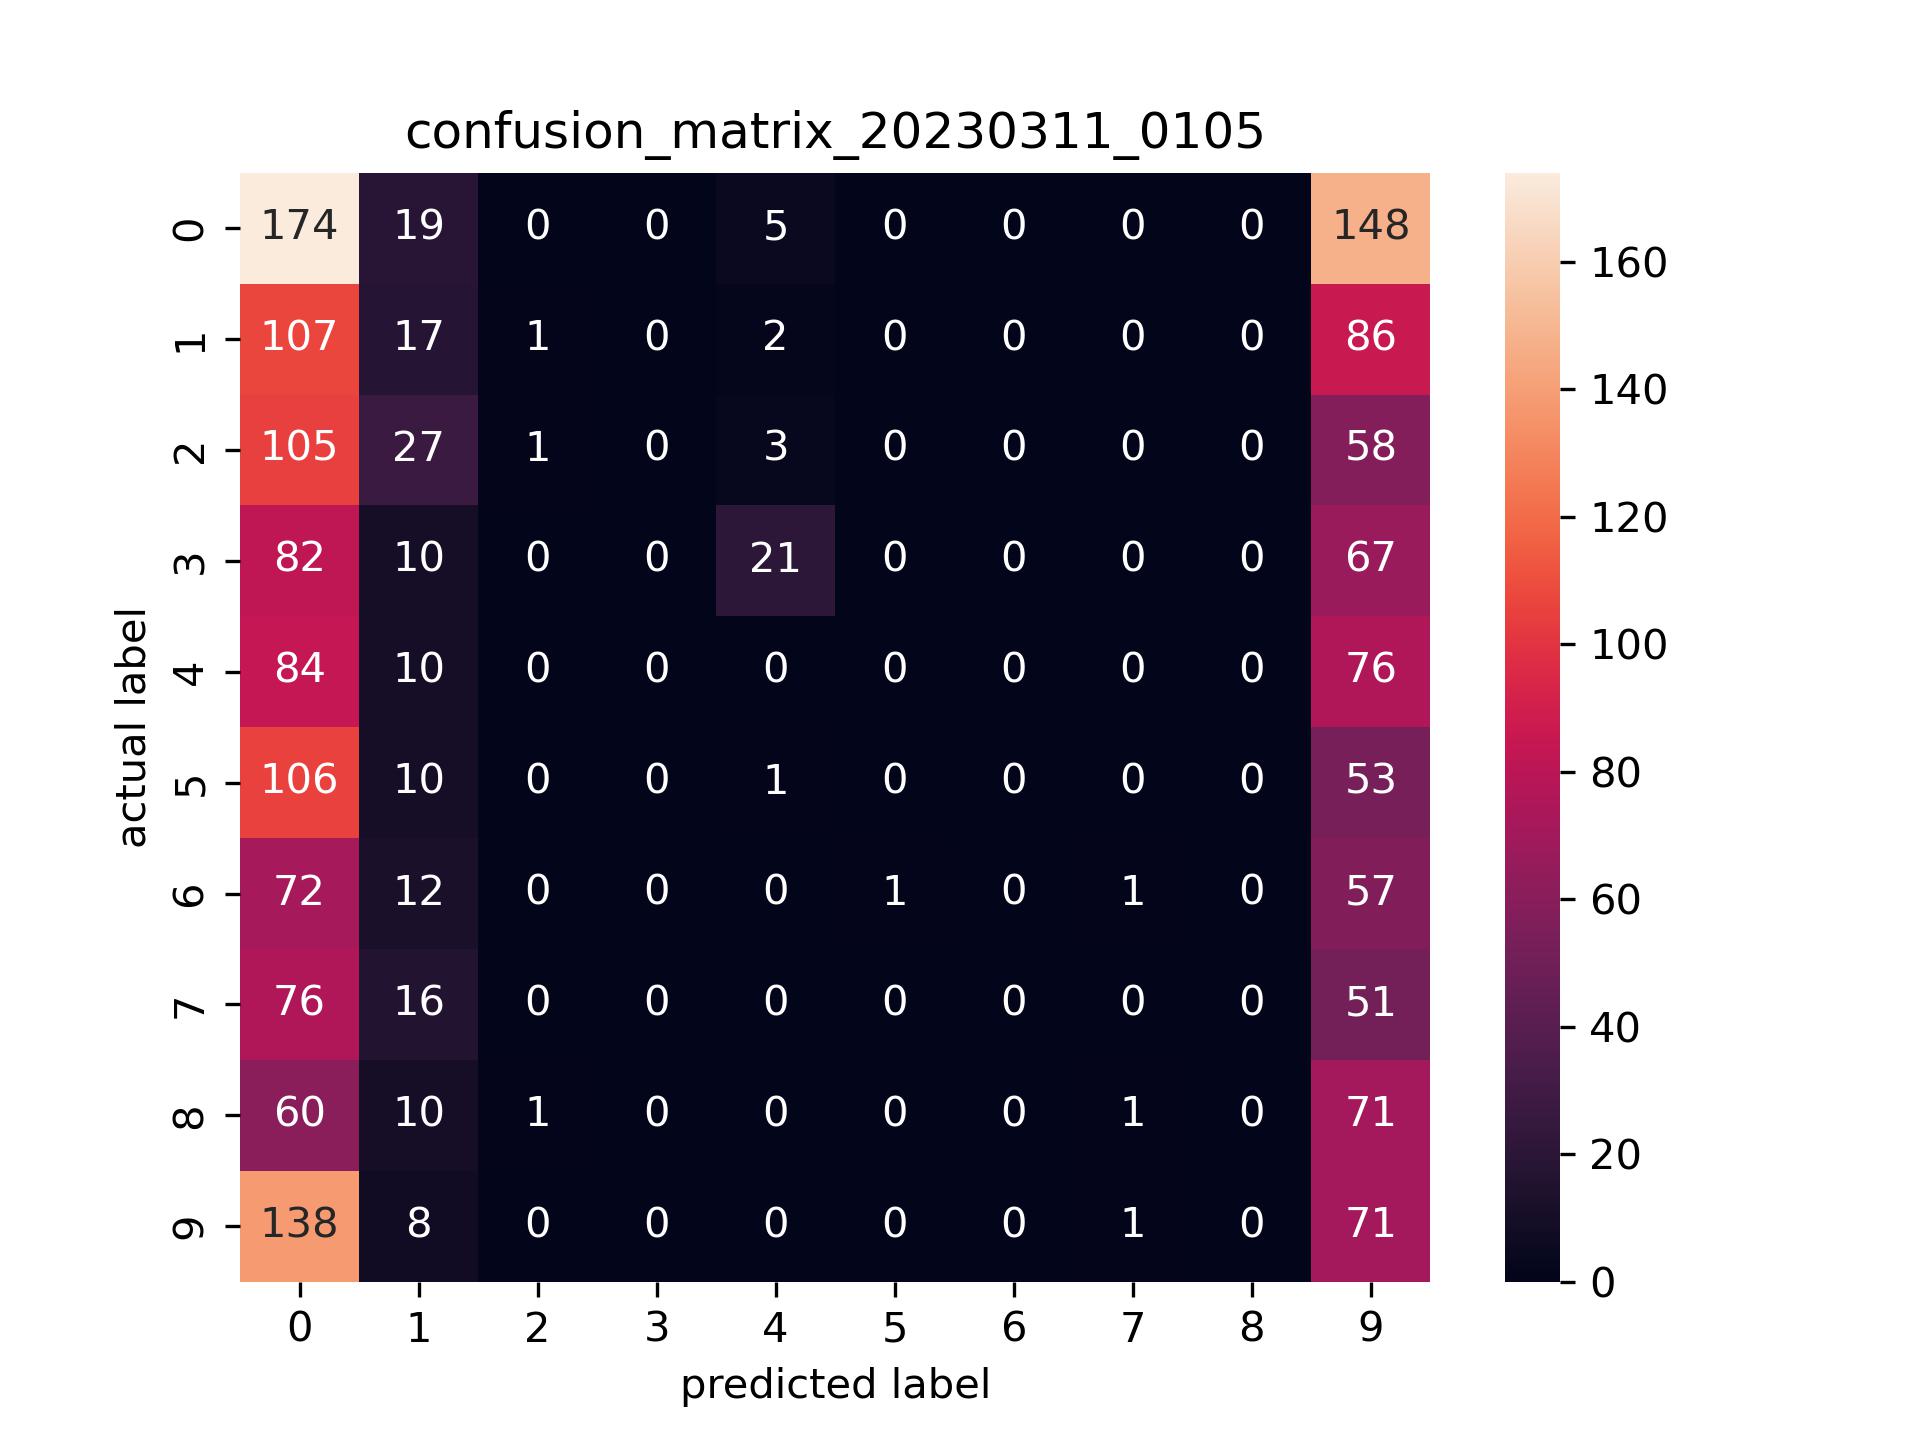 confusion_matrix_20230311_0105
0 174 19 0 0 5 0 0 0 0 148
1 107 17 1 0 2 0 0 0 0 86
2 105 27 1 0 3 0 0 0 0 58
3 82 10 0 0 21 0 0 0 0 67
4 84 10 0 0 0 0 0 0 0 76
5 106 10 0 0 1 0 0 0 0 53
6 72 12 0 0 0 1 0 1 0 57
7 76 16 0 0 0 0 0 0 0 51
8 60 10 1 0 0 0 0 1 0 71
9 138 8 0 0 0 0 0 1 0 71
0 1 2 3 4 5 6 7 8 9
predicted label
actual label
160
140
120
100
80
60
40
20
0